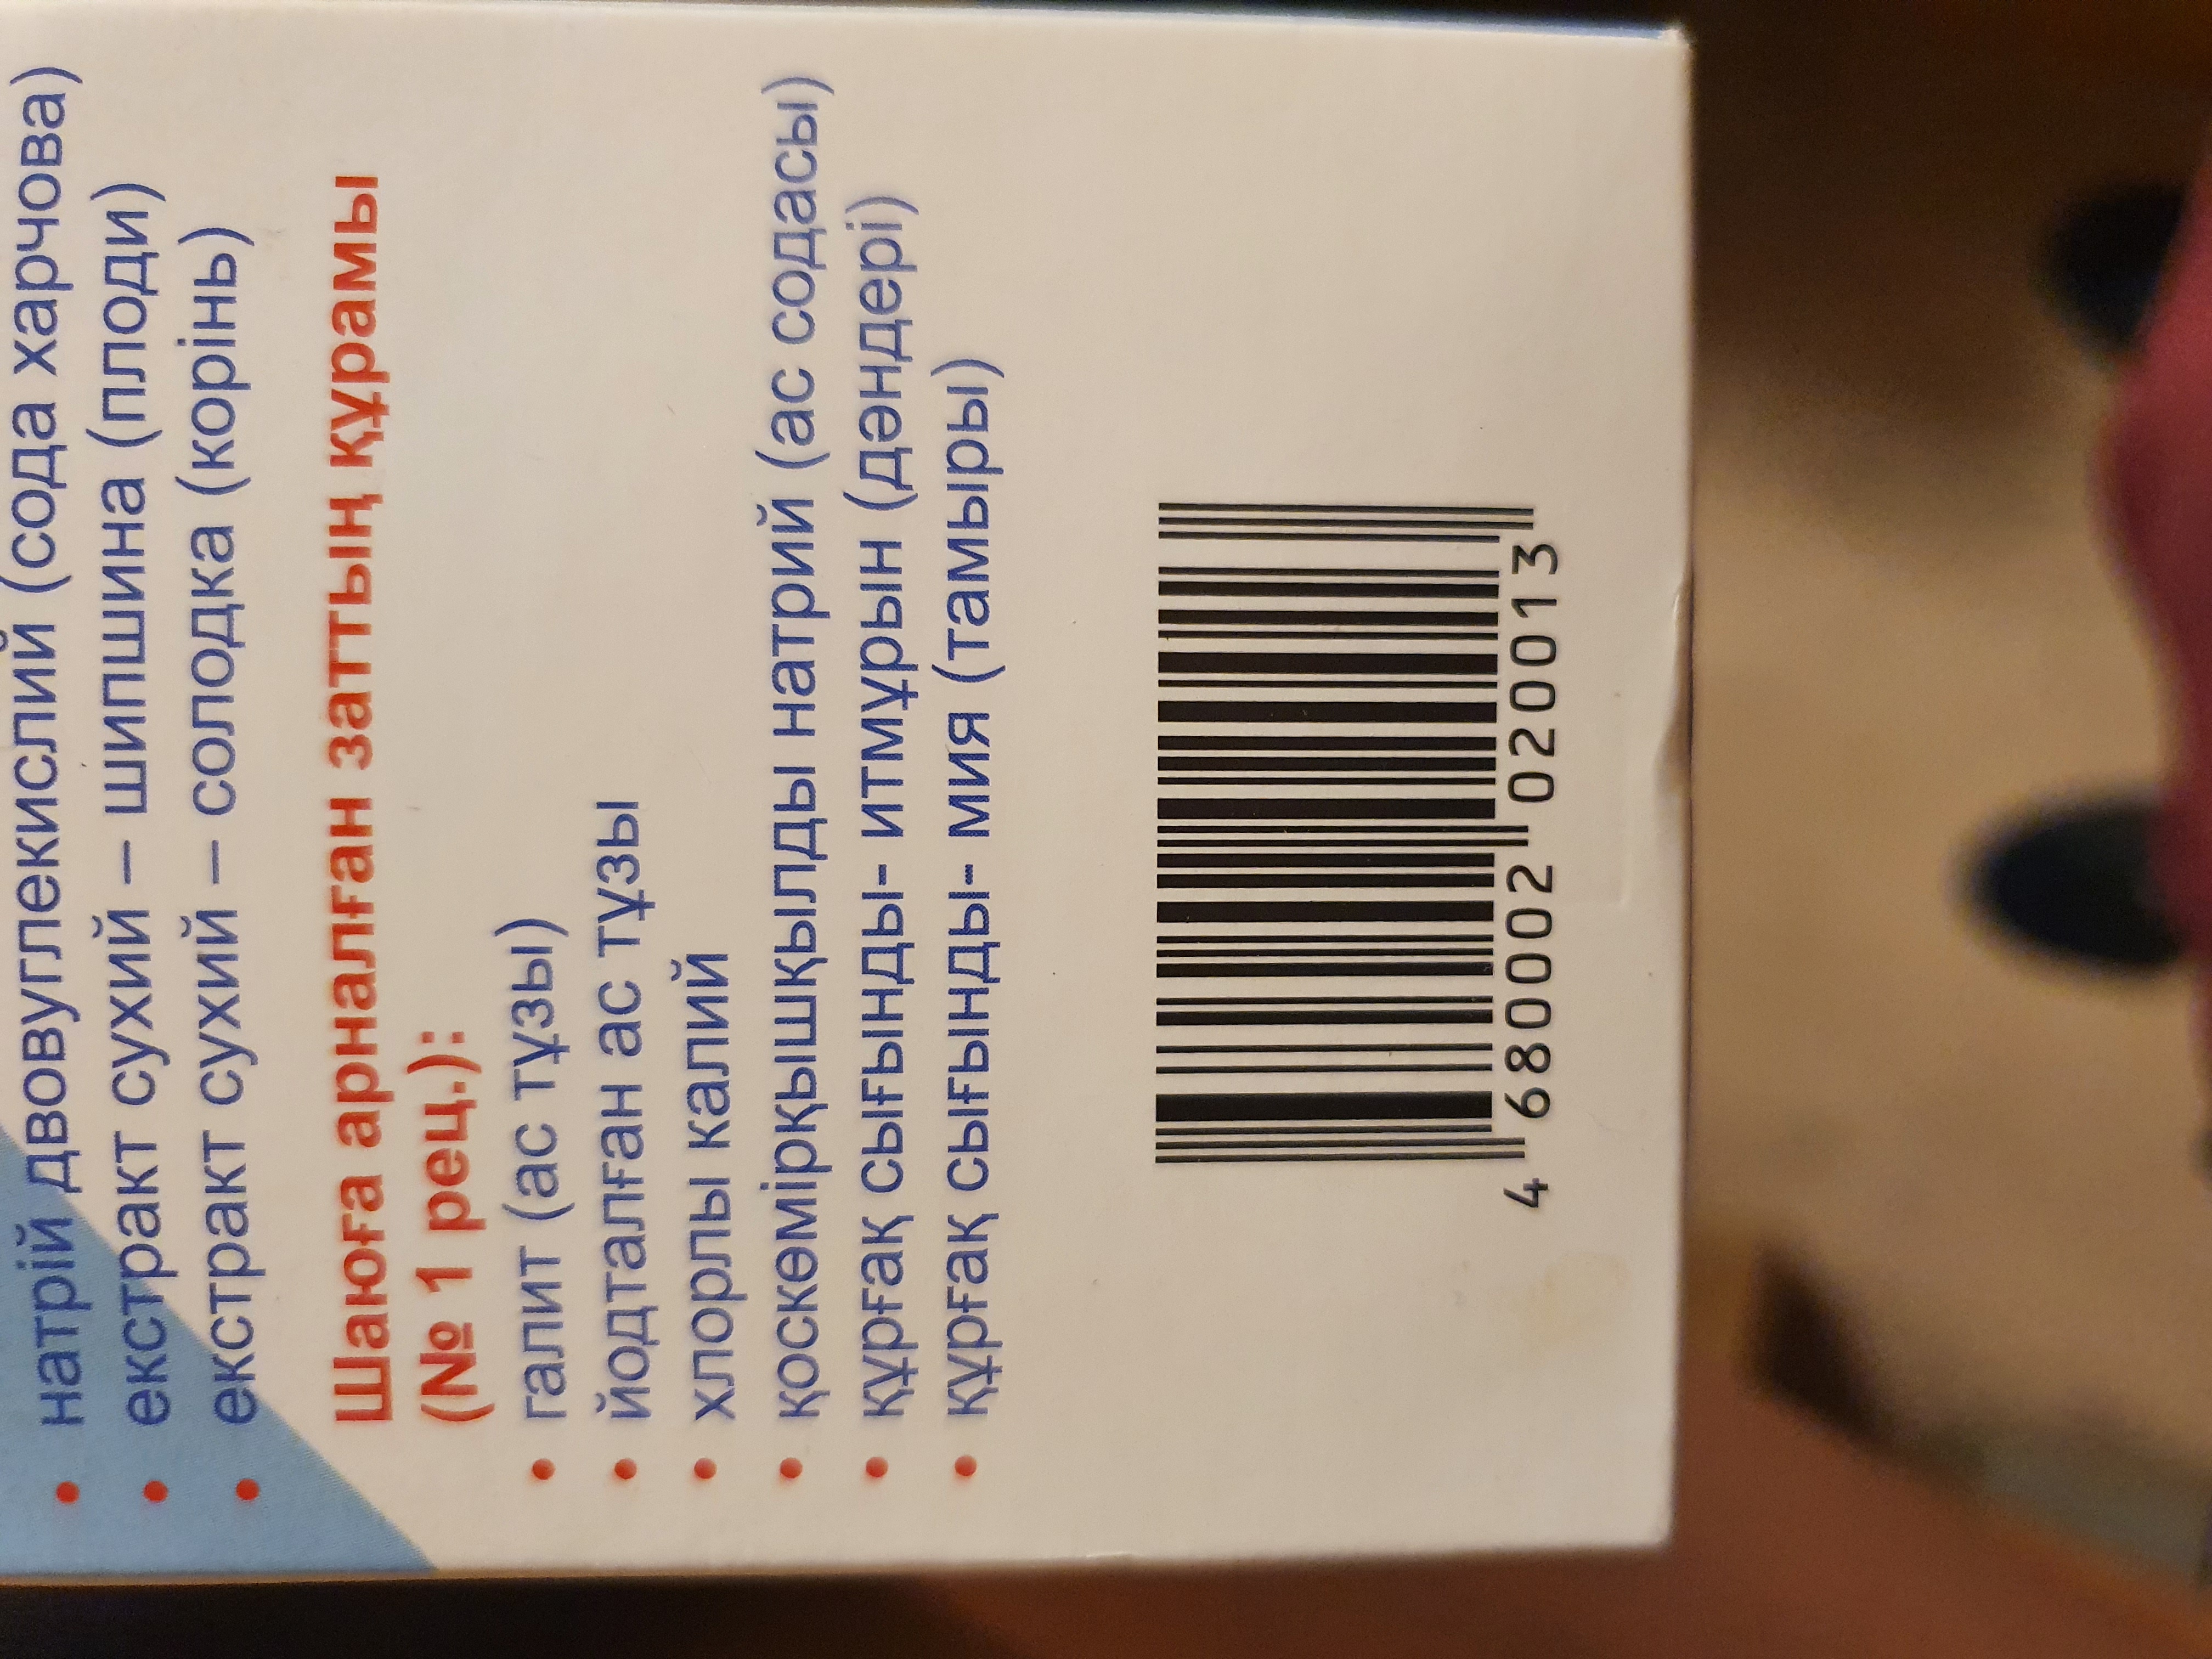 • натрій двовуглекислий (сода харчова)
• екстракт сухий – шипшина (плоди)
• екстракт сухий – солодка (корінь)
Шаюға арналған заттың құрамы
(№ 1 рец.):
• галит (ас тұзы)
• йодталған ас тұзы
• хлорлы калий
• қоскөмірқышқылды натрий (ас содасы)
• құрғақ сығынды- итмұрын (дәндері)
• құрғақ сығынды- мия (тамыры)
4 680002 020013